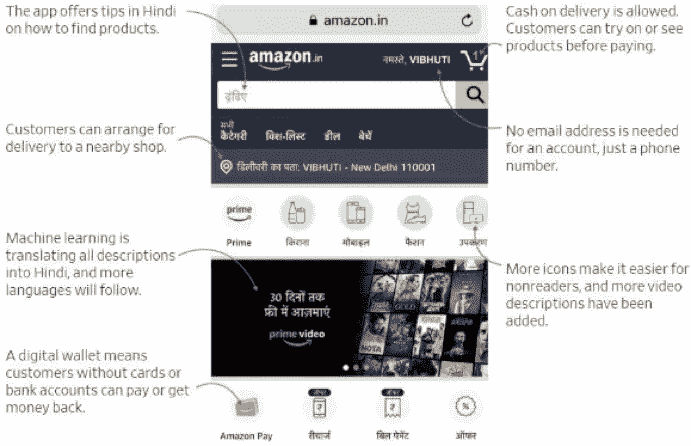 The app offers tips in Hindi
on how to find products.
Customers can arrange for
delivery to a nearby shop.
Machine learning is
translating all descriptions
into Hindi, and more
languages will follow.
A digital wallet means
customers without cards or
bank accounts can pay or get
money back.
amazon.in
amazon.in
नमस्ते, VIBHUTI
ढूंढिए
सभी
कैटेगरी विश-लिस्ट डील बेचें
डिलीवरी का पता: VIBHUTI - New Delhi 110001
prime
Prime किराना मोबाइल फैशन उपकरण
30 दिनों तक
फ्री में आज़माएं
prime video
Amazon Pay रीचार्ज बिल पेमेंट ऑफर
Cash on delivery is allowed.
Customers can try on or see
products before paying.
No email address is needed
for an account, just a phone
number.
More icons make it easier for
nonreaders, and more video
descriptions have been
added.